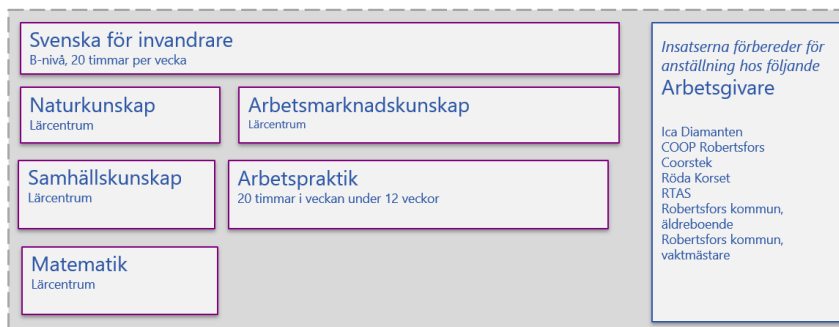 Svenska för invandrare
B-nivå, 20 timmar per vecka
Naturkunskap
Lärcentrum
Arbetsmarknadskunskap
Lärcentrum
Samhällskunskap
Lärcentrum
Arbetspraktik
20 timmar i veckan under 12 veckor
Matematik
Lärcentrum
Insatserna förbereder för
anställning hos följande
Arbetsgivare
Ica Diamanten
COOP Robertsfors
Coorstek
Röda Korset
RTAS
Robertsfors kommun,
äldreboende
Robertsfors kommun,
vaktmästare